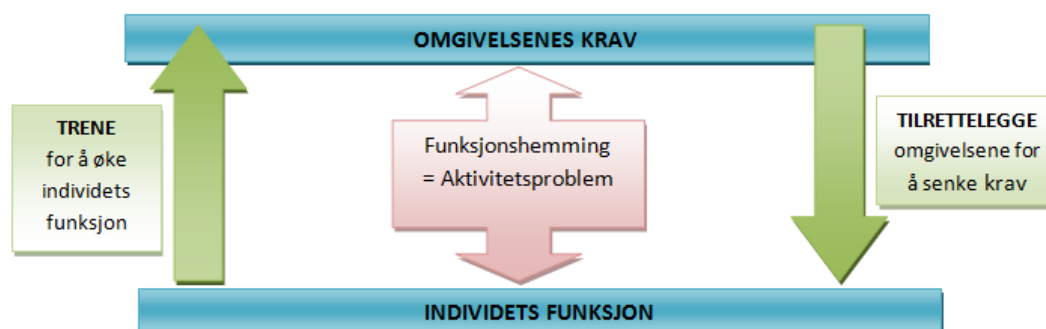 OMGIVELSENES KRAV
TRENE
for å øke
individets
funksjon
Funksjonshemming
= Aktivitetsproblem
TILRETTELEGGE
omgivelsene for
å senke krav
INDIVIDETS FUNKSJON